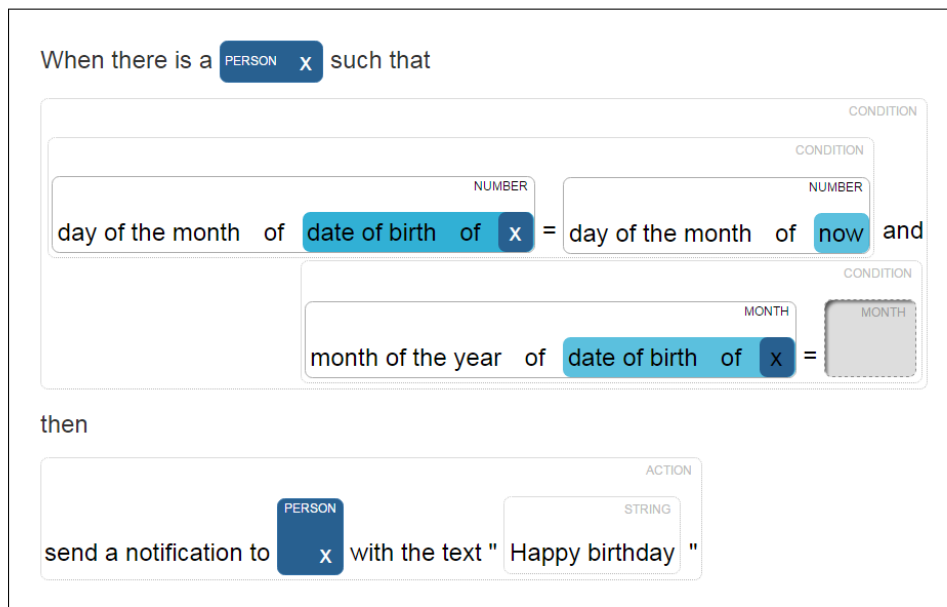 When there is a PERSON x such that
CONDITION
CONDITION
NUMBER NUMBER
day of the month of date of birth of x = day of the month of now and
CONDITION
MONTH MONTH
month of the year of date of birth of x =
then
ACTION
PERSON STRING
send a notification to x with the text " Happy birthday "